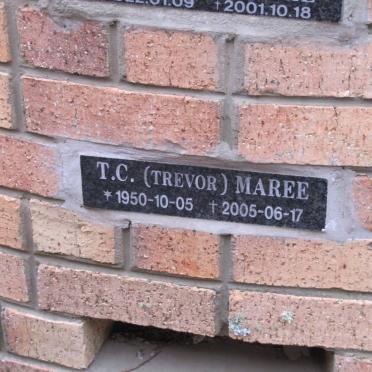 †2001.10.18
T.C. (TREVOR) MAREE
*1950-10-05 †2005-06-17